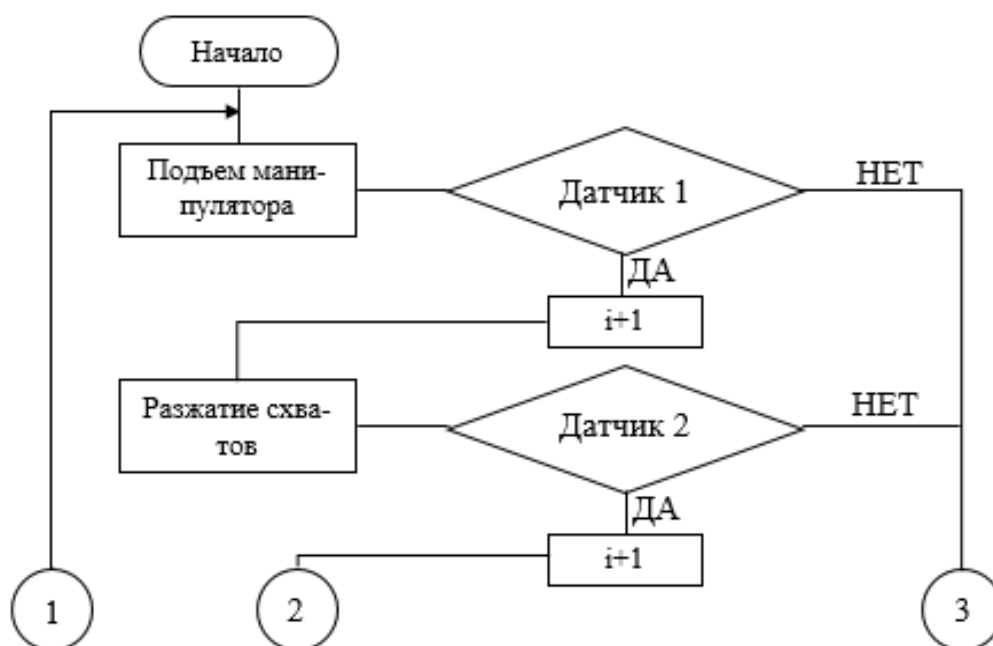 Начало
Подъем мани-
пулятора
Датчик 1
НЕТ
ДА
i+1
Разжатие схва-
тов
Датчик 2
НЕТ
ДА
i+1
1
2
3